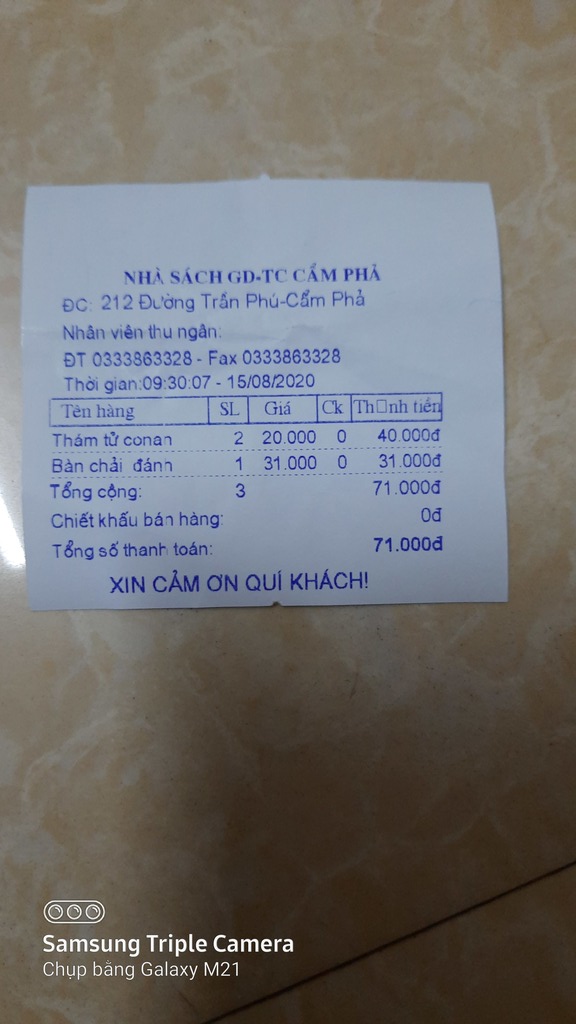 NHÀ SÁCH GD-TC CẨM PHẢ
ĐC: 212 Đường Trần Phú-Cẩm Phả
Nhân viên thu ngân:
ĐT 0333863328 - Fax 0333863328
Thời gian:09:30:07 - 15/08/2020
Tên hàng SL Giá Ck Th□nh tiền
Thám tử conan 2 20.000 0 40.000đ
Bàn chải đánh 1 31.000 0 31.000đ
Tổng cộng: 3 71.000đ
Chiết khấu bán hàng: 0đ
Tổng số thanh toán: 71.000đ
XIN CẢM ƠN QUÍ KHÁCH!
Samsung Triple Camera
Chụp bằng Galaxy M21